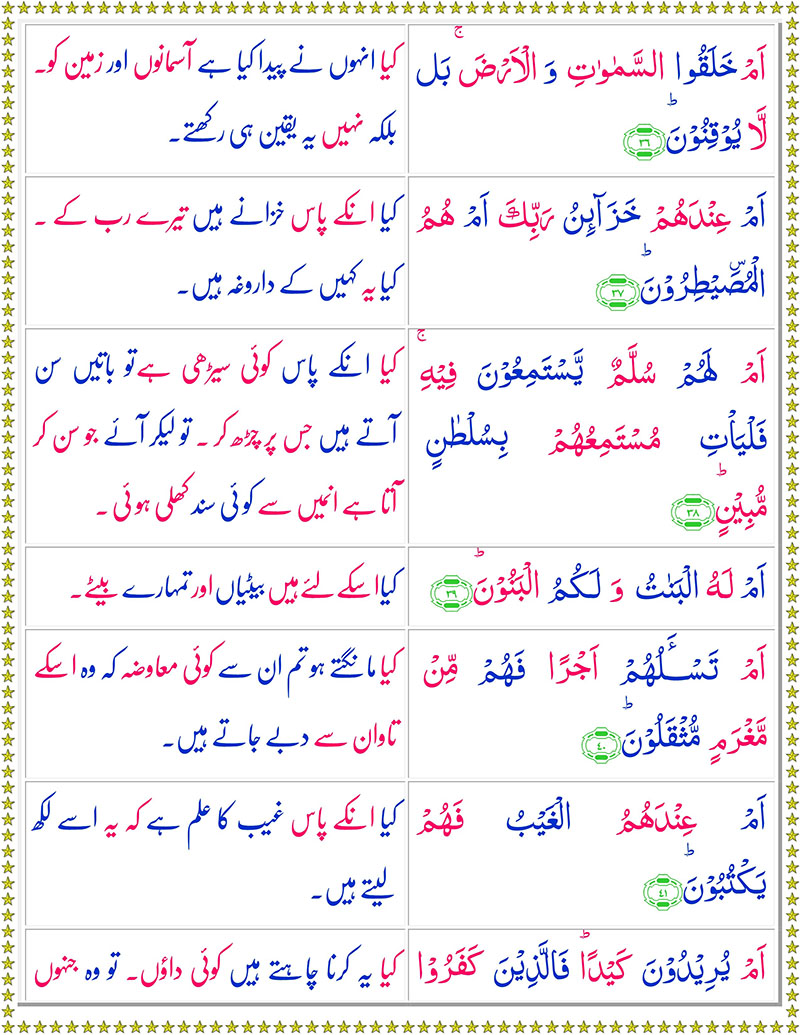 اَمْ خَلَقُوا السَّمٰوٰتِ وَ الْاَرْضَ ۚ بَل
لَّا يُوْقِنُوْنَ ؕ ﴿۳۶﴾
کیا انہوں نے پیدا کیا ہے آسمانوں اور زمین کو۔
بلکہ نہیں یہ یقین ہی رکھتے۔
اَمْ عِنْدَهُمْ خَزَآىِٕنُ رَبِّكَ اَمْ هُمُ
الْمُصَۜيْطِرُوْنَ ؕ ﴿۳۷﴾
کیا انکے پاس خزانے ہیں تیرے رب کے ۔
کیا یہ کہیں کے داروغہ ہیں۔
اَمْ لَهُمْ سُلَّمٌ يَّسْتَمِعُوْنَ فِيْهِ ۚ
فَلْيَاْتِ مُسْتَمِعُهُمْ بِسُلْطٰنٍ
مُّبِيْنٍ ؕ ﴿۳۸﴾
کیا انکے پاس کوئی سیڑھی ہے تو باتیں سن
آتے ہیں جس پر چڑھ کر ۔ تو لیکر آئے جو سن کر
آتا ہے انمیں سے کوئی سند کھلی ہوئی ۔
اَمْ لَهُ الْبَنٰتُ وَ لَكُمُ الْبَنُوْنَ ؕ ﴿۳۹﴾
کیا اسکے لئے ہیں بیٹیاں اور تمہارے بیٹے۔
اَمْ تَسْـَٔلُهُمْ اَجْرًا فَهُمْ مِّنْ
مَّغْرَمٍ مُّثْقَلُوْنَ ؕ ﴿۴۰﴾
کیا مانگتے ہو تم ان سے کوئی معاوضہ کہ وہ اسکے
تاوان سے دبے جاتے ہیں۔
اَمْ عِنْدَهُمُ الْغَيْبُ فَهُمْ
يَكْتُبُوْنَ ؕ ﴿۴۱﴾
کیا انکے پاس غیب کا علم ہے کہ یہ اسے لکھ
لیتے ہیں۔
اَمْ يُرِيْدُوْنَ كَيْدًا ؕ فَالَّذِيْنَ كَفَرُوْا
کیا یہ کرنا چاہتے ہیں کوئی داؤں۔ تو وہ جنہوں